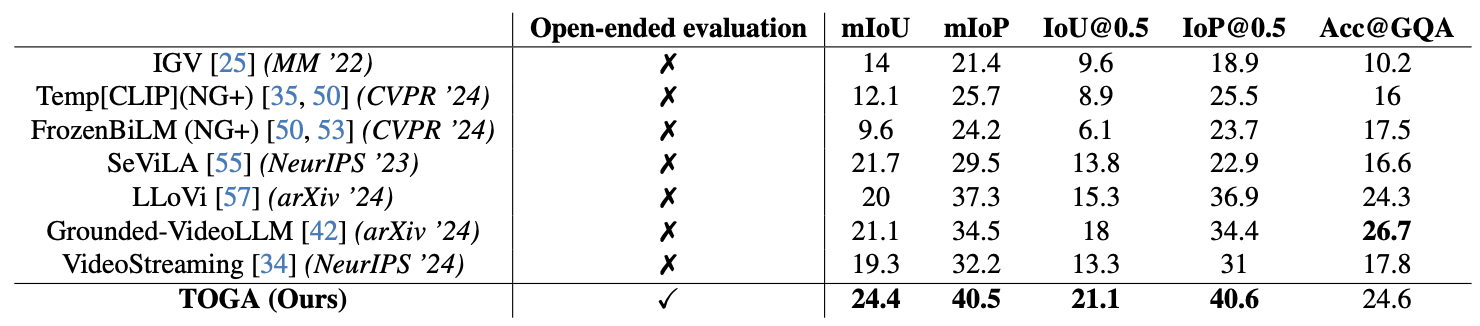 Open-ended evaluation mIoU mIoP IoU@0.5 IoP@0.5 Acc@GQA
IGV [25] (MM ’22) ✗ 14 21.4 9.6 18.9 10.2
Temp[CLIP](NG+) [35, 50] (CVPR ’24) ✗ 12.1 25.7 8.9 25.5 16
FrozenBiLM (NG+) [50, 53] (CVPR ’24) ✗ 9.6 24.2 6.1 23.7 17.5
SeViLA [55] (NeurIPS ’23) ✗ 21.7 29.5 13.8 22.9 16.6
LLoVi [57] (arXiv ’24) ✗ 20 37.3 15.3 36.9 24.3
Grounded-VideoLLM [42] (arXiv ’24) ✗ 21.1 34.5 18 34.4 26.7
VideoStreaming [34] (NeurIPS ’24) ✗ 19.3 32.2 13.3 31 17.8
TOGA (Ours) ✓ 24.4 40.5 21.1 40.6 24.6